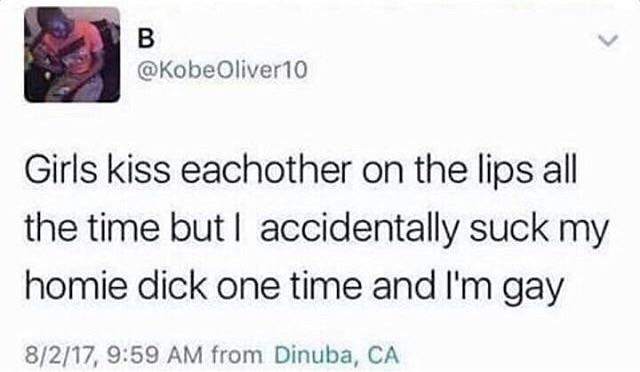 B
@KobeOliver10
Girls kiss eachother on the lips all
the time but I accidentally suck my
homie dick one time and I'm gay
8/2/17, 9:59 AM from Dinuba, CA